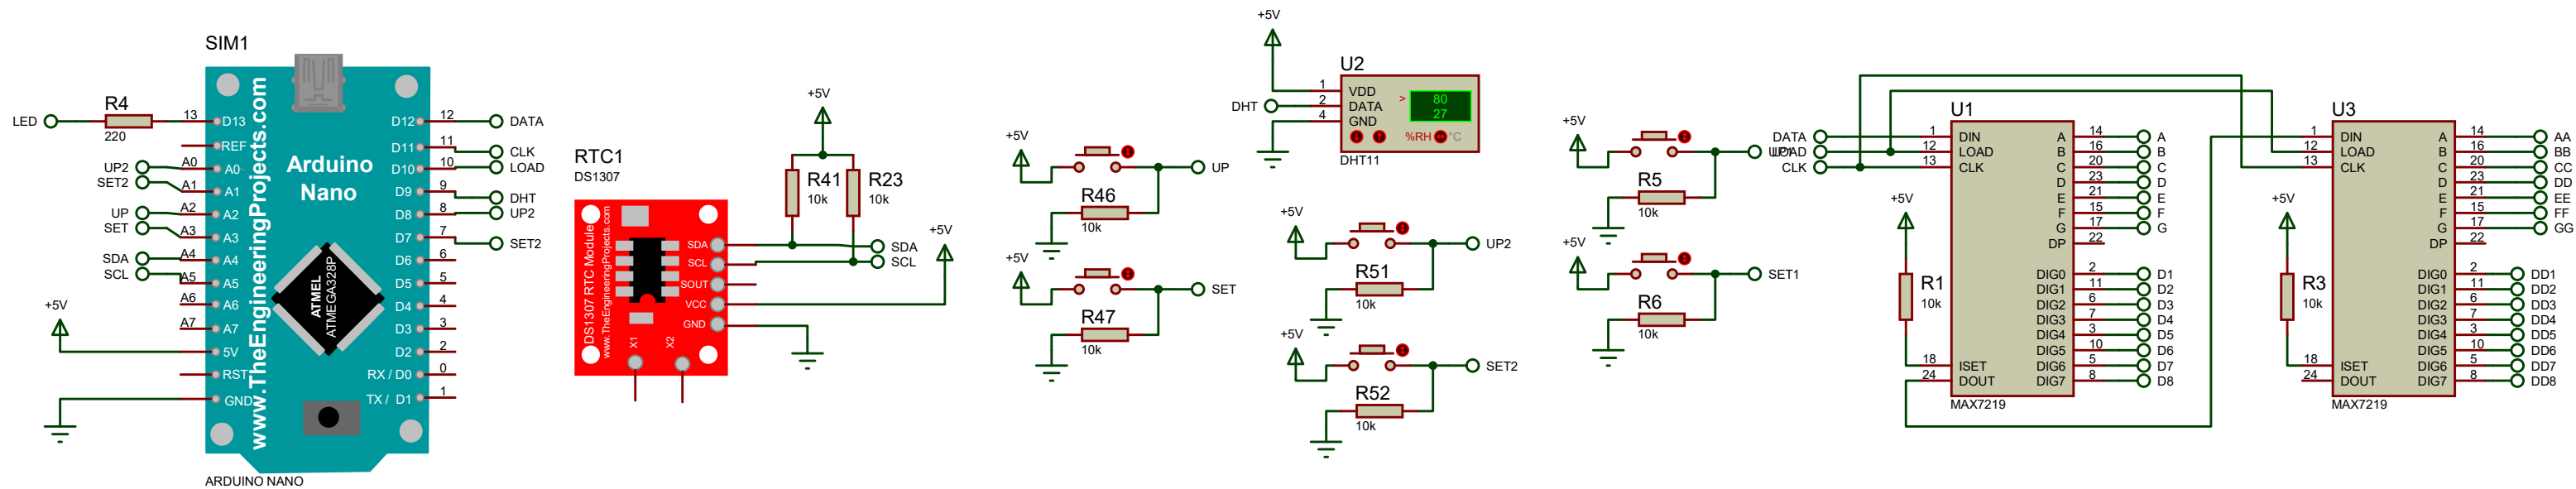 SIM1
LED
R4
220
UP2
SET2
UP
SET
SDA
SCL
+5V
13
A0
A1
A2
A3
A4
A5
A6
A7
D13
REF
A0
A1
A2
A3
A4
A5
A6
A7
5V
RST
GND
www.TheEngineeringProjects.com
Arduino
Nano
ATMEL
ATMEGA328P
D12
D11
D10
D9
D8
D7
D6
D5
D4
D3
D2
RX / D0
TX / D1
12
11
10
9
8
7
6
5
4
3
2
0
1
DATA
CLK
LOAD
DHT
UP2
SET2
ARDUINO NANO
RTC1
DS1307
DS1307 RTC Module
www.TheEngineeringProjects.com
SDA
SCL
SOUT
VCC
GND
X1
X2
+5V
R41
10k
R23
10k
SDA
SCL
+5V
+5V
UP
R46
10k
+5V
SET
R47
10k
+5V
U2
DHT
1
2
4
VDD
DATA
GND
>
80
27
%RH
°C
DHT11
+5V
UP2
R51
10k
+5V
SET2
R52
10k
+5V
UP1
R5
10k
+5V
SET1
R6
10k
DATA
LOAD
CLK
+5V
R1
10k
U1
1
12
13
18
24
DIN
LOAD
CLK
ISET
DOUT
A
B
C
D
E
F
G
DP
DIG0
DIG1
DIG2
DIG3
DIG4
DIG5
DIG6
DIG7
14
16
20
23
21
15
17
22
2
11
6
7
3
10
5
8
A
B
C
D
E
F
G
D1
D2
D3
D4
D5
D6
D7
D8
MAX7219
+5V
R3
10k
U3
1
12
13
18
24
DIN
LOAD
CLK
ISET
DOUT
A
B
C
D
E
F
G
DP
DIG0
DIG1
DIG2
DIG3
DIG4
DIG5
DIG6
DIG7
14
16
20
23
21
15
17
22
2
11
6
7
3
10
5
8
AA
BB
CC
DD
EE
FF
GG
DD1
DD2
DD3
DD4
DD5
DD6
DD7
DD8
MAX7219